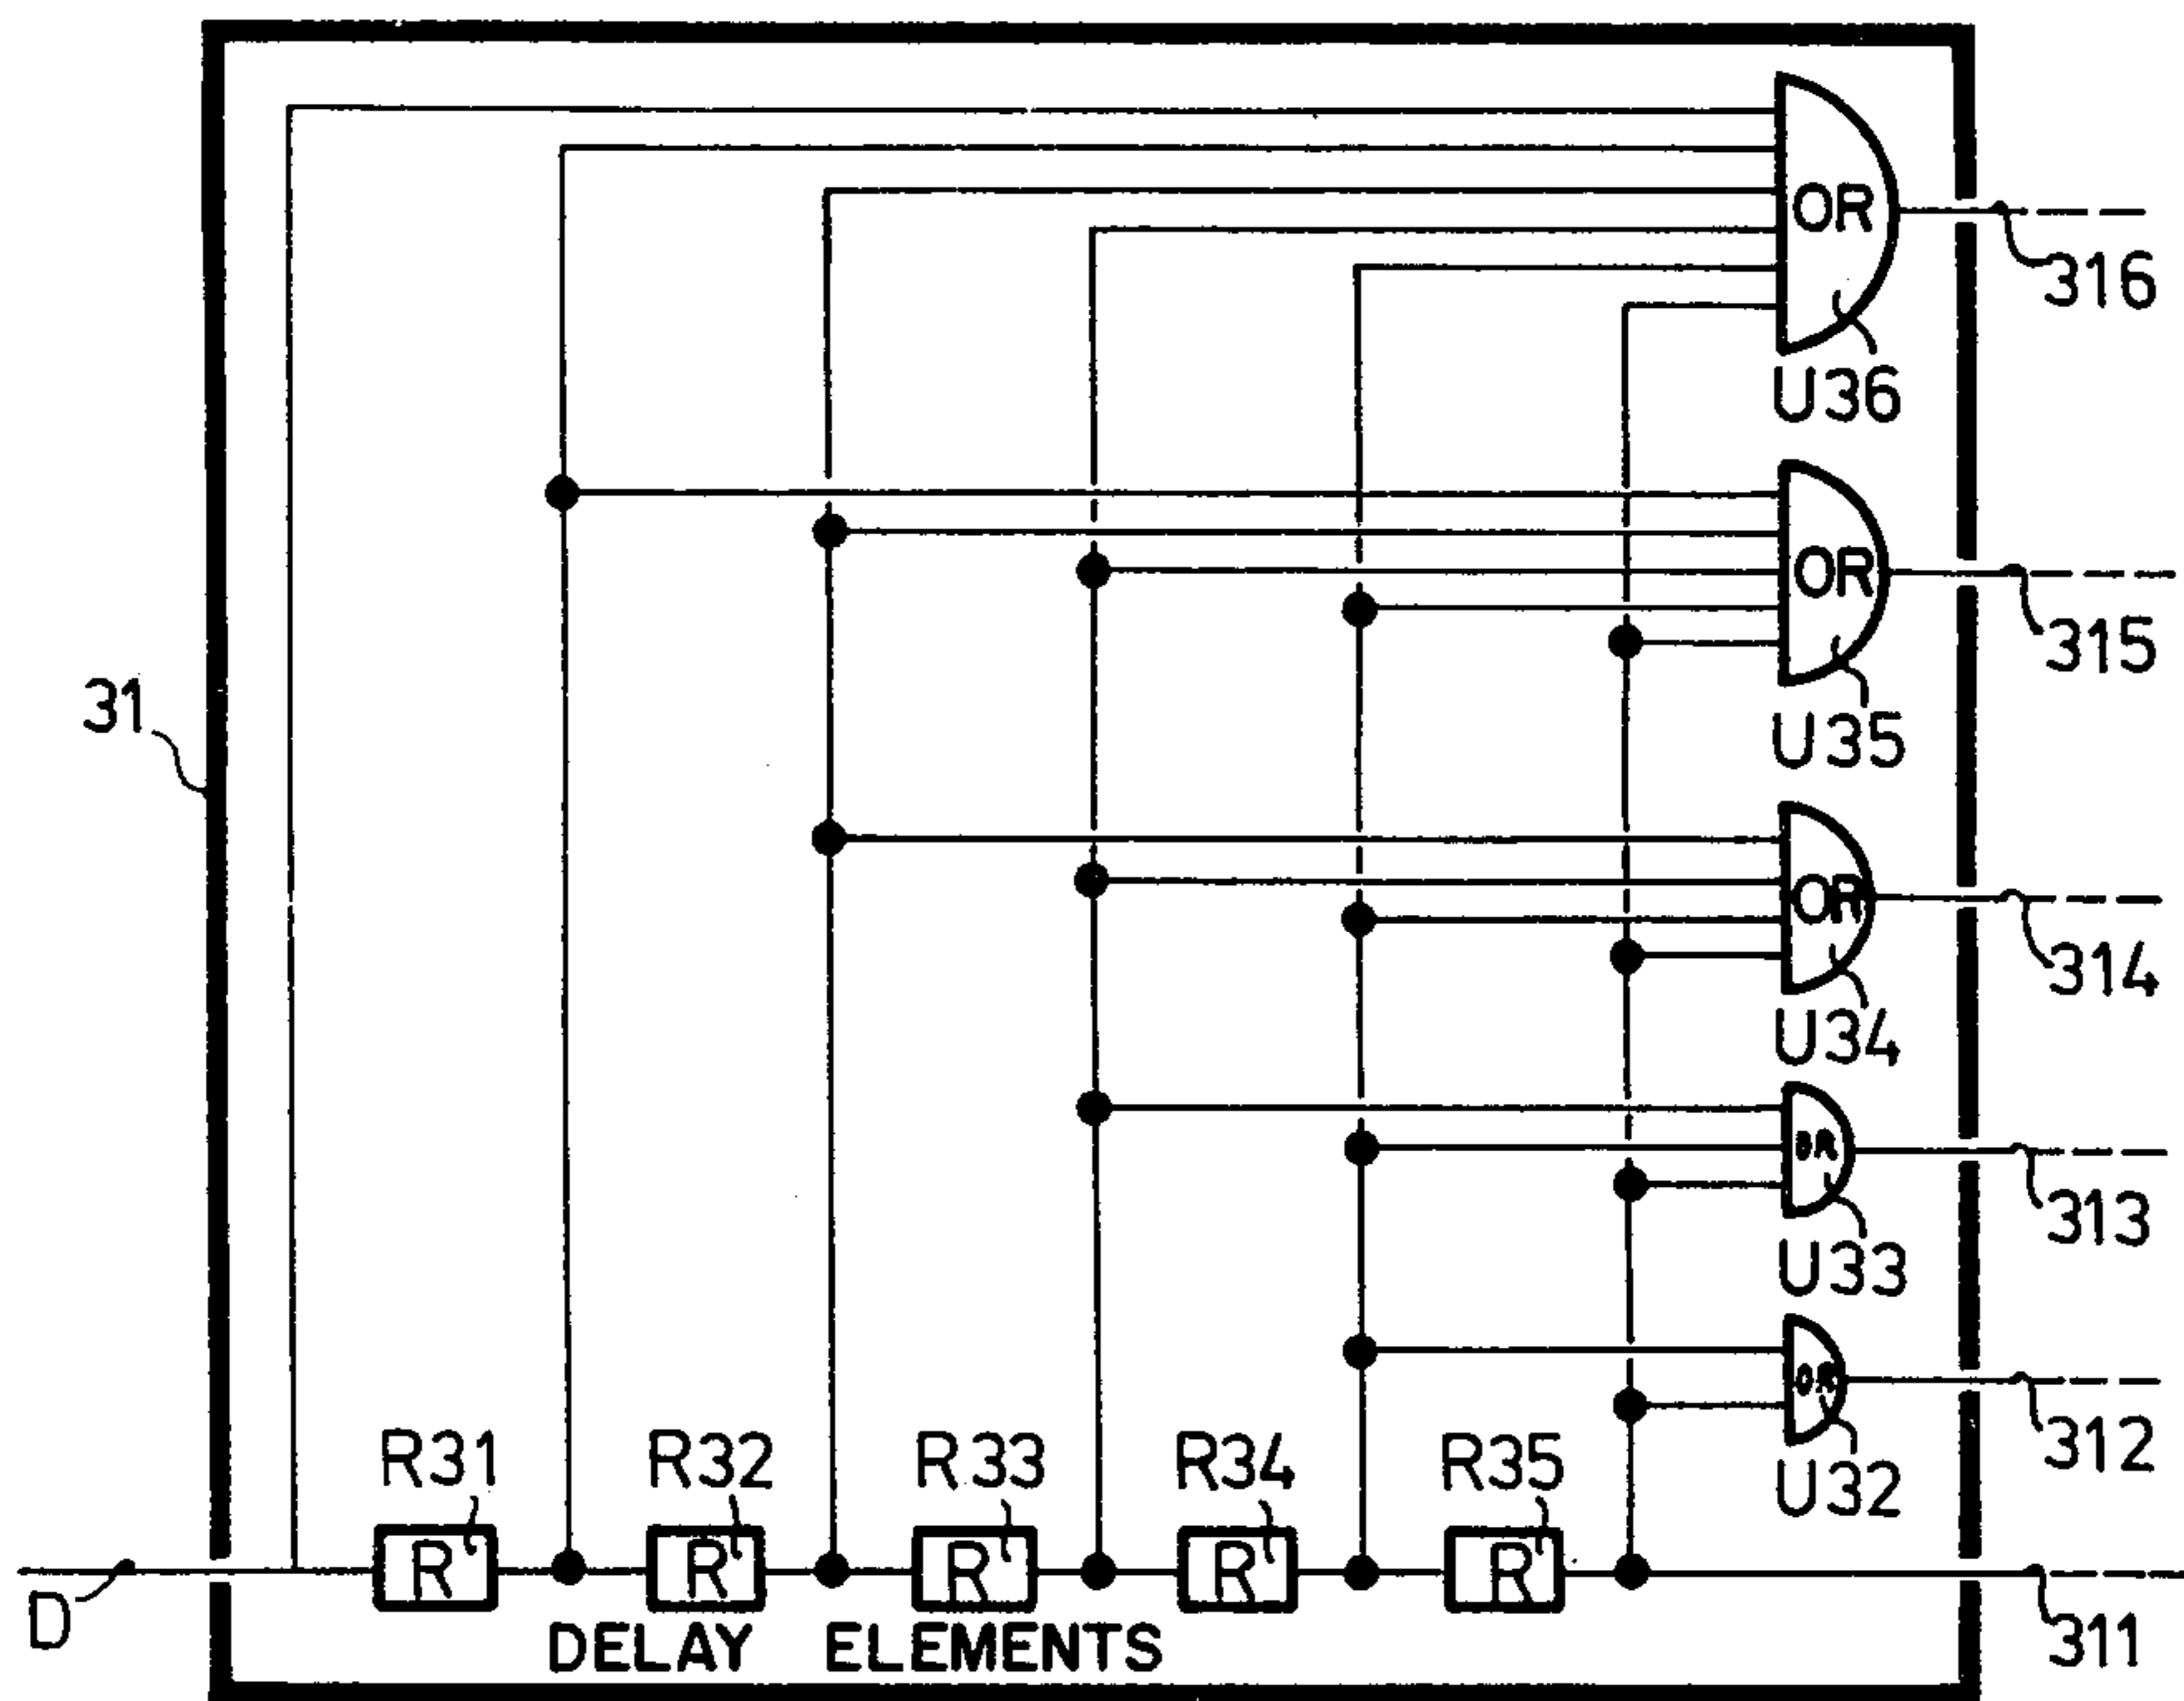 OR
316
U36
OR
315
U35
31
OR
314
U34
OR
313
U33
OR
312
U32
R31 R32 R33 R34 R35
R R R R R
D
DELAY ELEMENTS
311